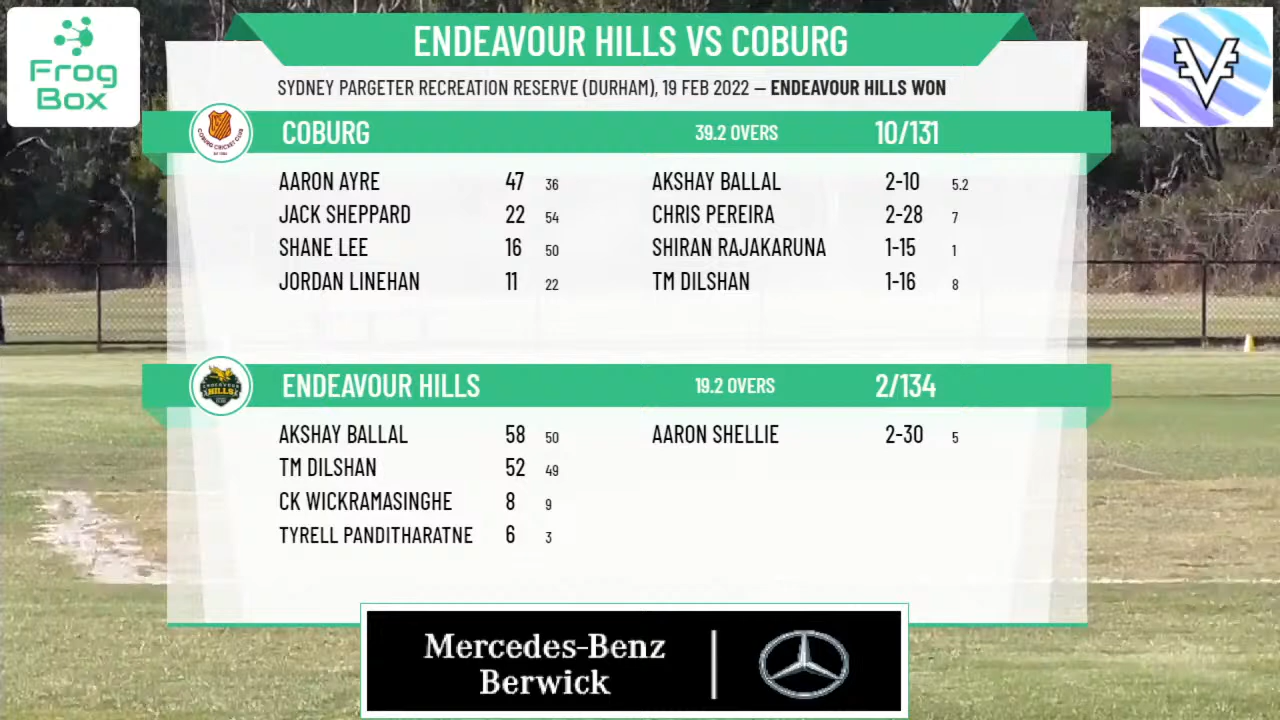 Frog
Box
ENDEAVOUR HILLS VS COBURG
SYDNEY PARGETER RECREATION RESERVE (DURHAM), 19 FEB 2022 – ENDEAVOUR HILLS WON
COBURG 39.2 OVERS 10/131
AARON AYRE 47 36 AKSHAY BALLAL 2-10 5.2
JACK SHEPPARD 22 54 CHRIS PEREIRA 2-28 7
SHANE LEE 16 50 SHIRAN RAJAKARUNA 1-15 1
JORDAN LINEHAN 11 22 TM DILSHAN 1-16 8
HILLS
ENDEAVOUR HILLS 19.2 OVERS 2/134
AKSHAY BALLAL 58 50 AARON SHELLIE 2-30 5
TM DILSHAN 52 49
CK WICKRAMASINGHE 8 9
TYRELL PANDITHARATNE 6 3
Mercedes-Benz
Berwick